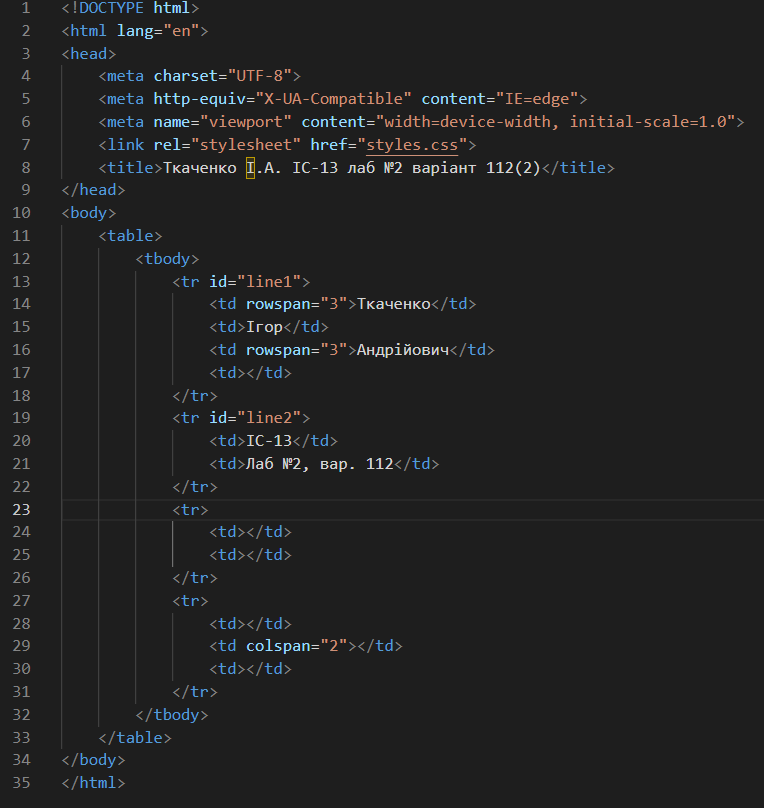 1 <!DOCTYPE html>
2 <html lang="en">
3 <head>
4     <meta charset="UTF-8">
5     <meta http-equiv="X-UA-Compatible" content="IE=edge">
6     <meta name="viewport" content="width=device-width, initial-scale=1.0">
7     <link rel="stylesheet" href="styles.css">
8     <title>Ткаченко І.А. ІС-13 лаб №2 варіант 112(2)</title>
9 </head>
10 <body>
11     <table>
12         <tbody>
13             <tr id="line1">
14                 <td rowspan="3">Ткаченко</td>
15                 <td>Ігор</td>
16                 <td rowspan="3">Андрійович</td>
17                 <td></td>
18             </tr>
19             <tr id="line2">
20                 <td>ІС-13</td>
21                 <td>Лаб №2, вар. 112</td>
22             </tr>
23             <tr>
24                 <td></td>
25                 <td></td>
26             </tr>
27             <tr>
28                 <td></td>
29                 <td colspan="2"></td>
30                 <td></td>
31             </tr>
32         </tbody>
33     </table>
34 </body>
35 </html>